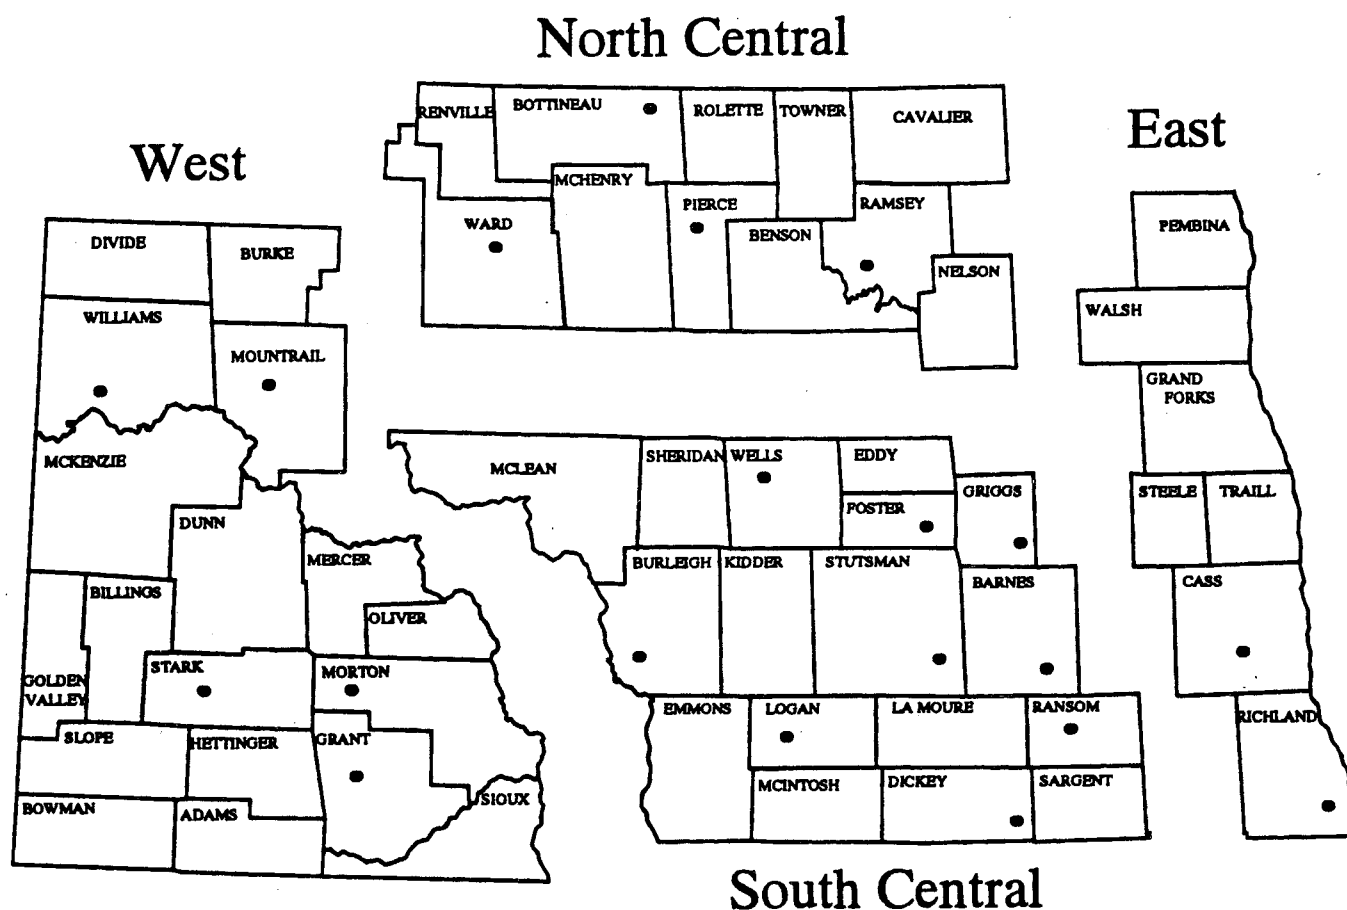 North Central
RENVILLE
BOTTINEAU
ROLETTE
TOWNER
CAVALIER
MCHENRY
WARD
PIERCE
BENSON
RAMSEY
NELSON
West
DIVIDE
BURKE
WILLIAMS
MOUNTRAIL
MCKENZIE
DUNN
MERCER
BILLINGS
OLIVER
GOLDEN
VALLEY
STARK
MORTON
SLOPE
HETTINGER
GRANT
BOWMAN
ADAMS
SIOUX
East
PEMBINA
WALSH
GRAND
FORKS
STEELE
TRAILL
CASS
RICHLAND
MCLEAN
SHERIDAN
WELLS
EDDY
FOSTER
GRIGGS
BURLEIGH
KIDDER
STUTSMAN
BARNES
EMMONS
LOGAN
LA MOURE
RANSOM
MCINTOSH
DICKEY
SARGENT
South Central